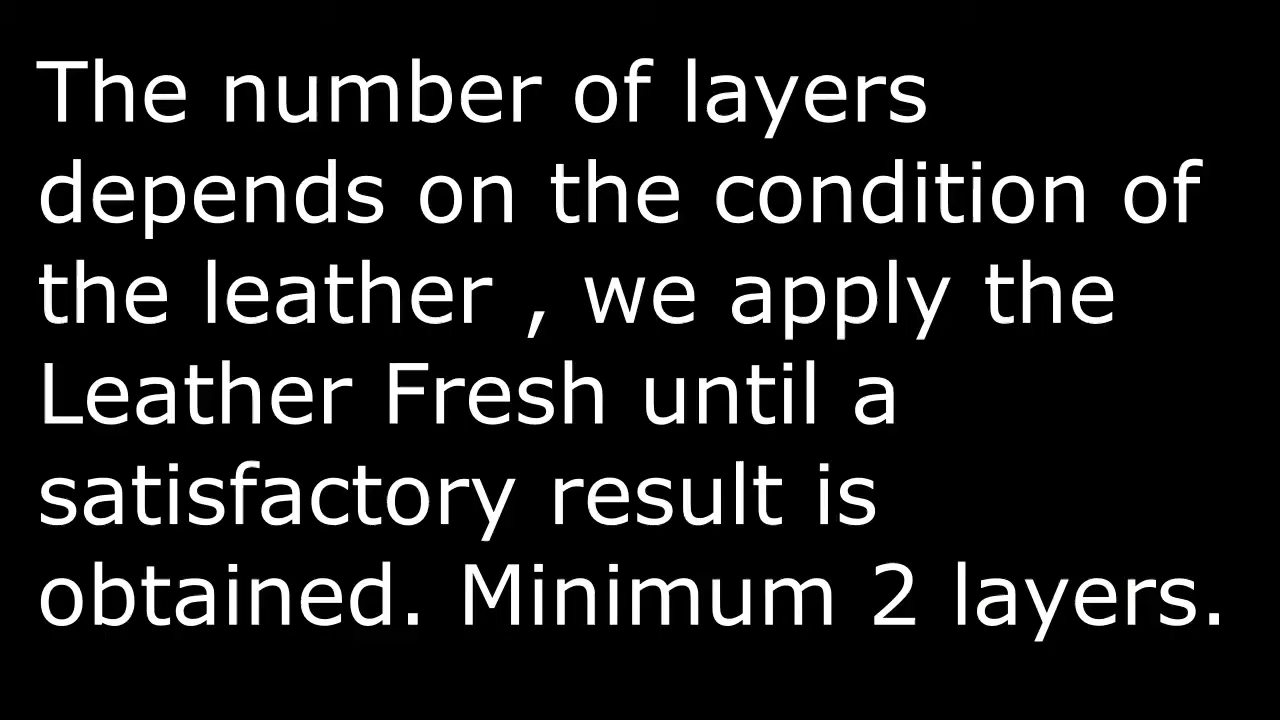 The number of layers
depends on the condition of
the leather , we apply the
Leather Fresh until a
satisfactory result is
obtained. Minimum 2 layers.